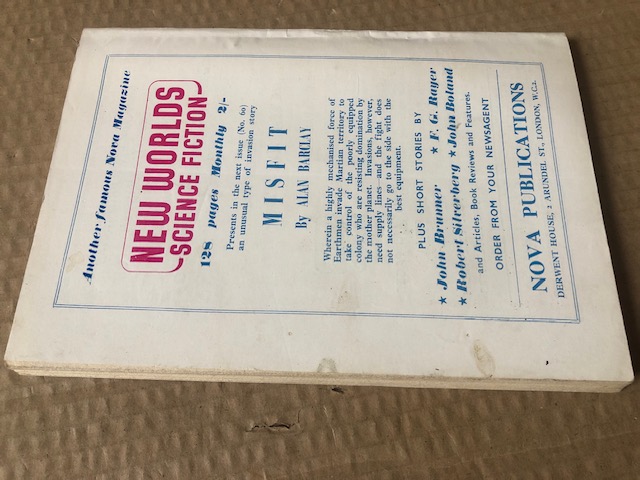 Another famous Nova Magazine
NEW WORLDS
SCIENCE FICTION
128 pages Monthly 2/-
Presents in the next issue (No. 60)
an unusual type of invasion story
MISFIT
By ALAN BARCLAY
Wherein a highly mechanised force of
Earthmen invade Martian territory to
take control of the poorly equipped
colony who are resisting domination by
the mother planet. Invasions, however,
need supply lines and the fight does
not necessarily go to the side with the
best equipment.
PLUS SHORT STORIES BY
★ John Brunner ★ F. G. Rayer
★ Robert Silverberg ★ John Boland
and Articles, Book Reviews and Features.
ORDER FROM YOUR NEWSAGENT
NOVA PUBLICATIONS
DERWENT HOUSE, 2 ARUNDEL ST., LONDON, W.C.2.